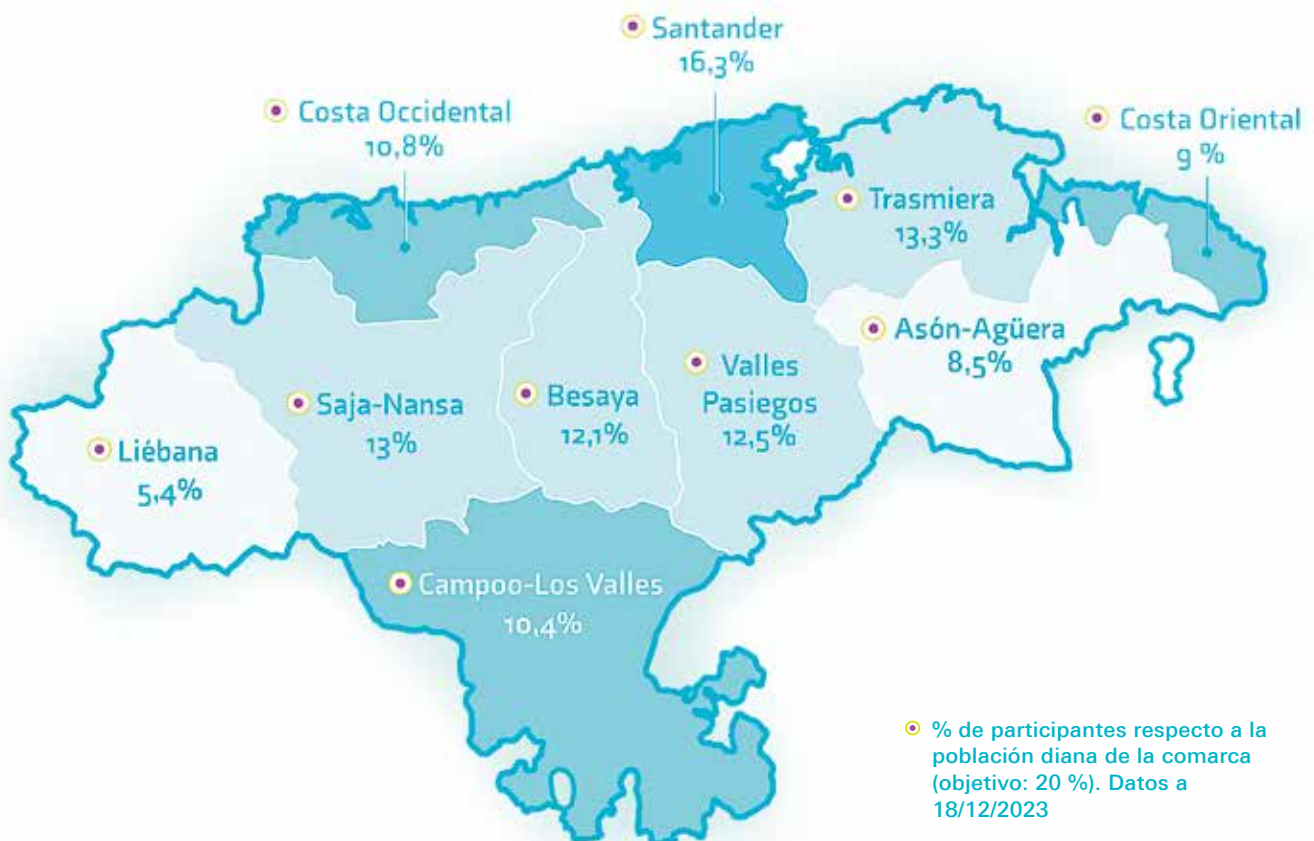 Santander
16,3%
Costa Occidental
10,8%
Costa Oriental
9 %
Trasmiera
13,3%
Asón-Agüera
8,5%
Valles
Pasiegos
12,5%
Besaya
12,1%
Saja-Nansa
13%
Liébana
5,4%
Campoo-Los Valles
10,4%
% de participantes respecto a la
población diana de la comarca
(objetivo: 20 %). Datos a
18/12/2023